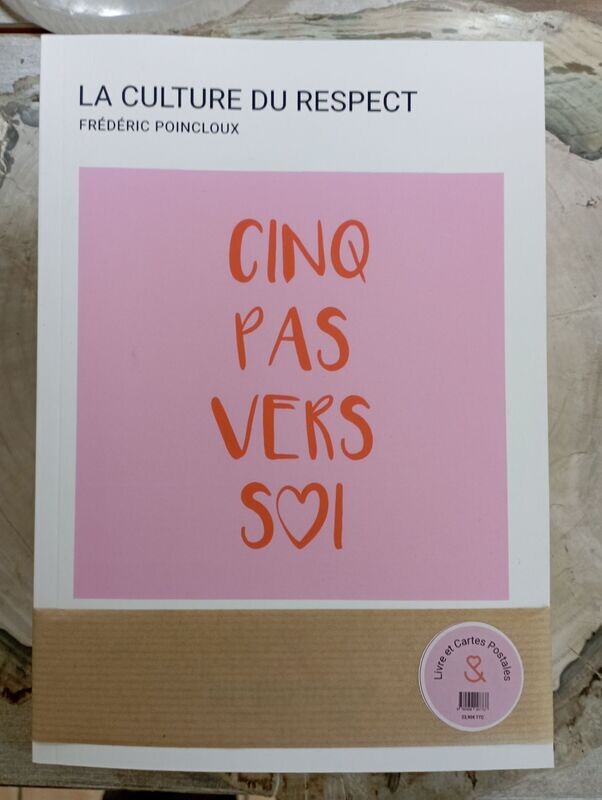 LA CULTURE DU RESPECT
FRÉDÉRIC POINCLOUX
CINQ
PAS
VERS
SOI
Livre et Cartes Postales
&